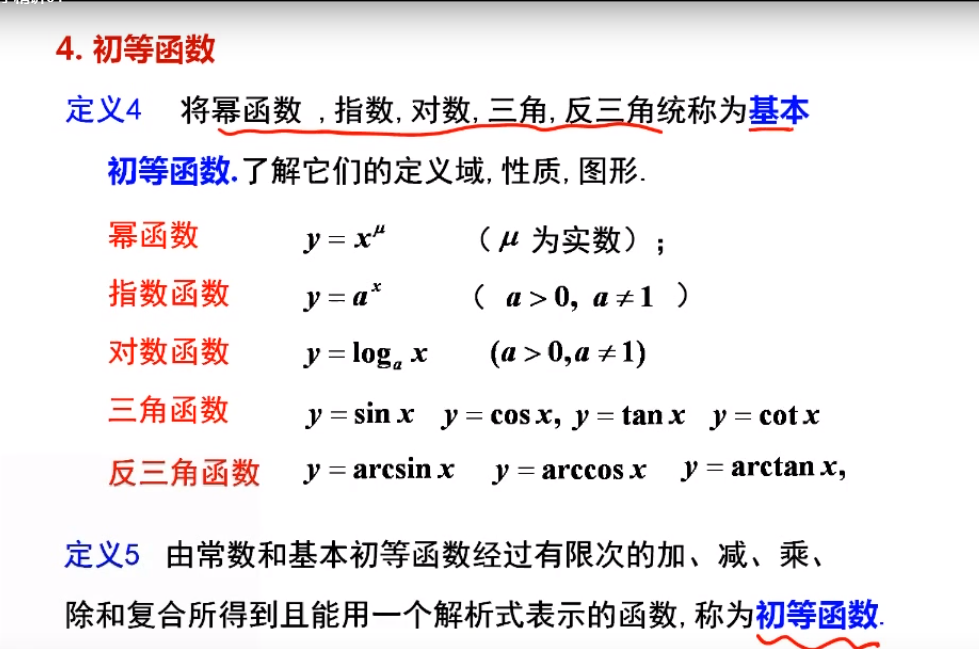 4. 初等函数
定义4 将幂函数 , 指数, 对数, 三角, 反三角统称为基本
初等函数.了解它们的定义域, 性质, 图形.
幂函数 y = x^μ （ μ 为实数）;
指数函数 y = a^x （ a > 0, a ≠ 1 ）
对数函数 y = log_a x (a > 0, a ≠ 1)
三角函数 y = sin x y = cos x, y = tan x y = cot x
反三角函数 y = arcsin x y = arccos x y = arctan x,
定义5 由常数和基本初等函数经过有限次的加、减、乘、
除和复合所得到且能用一个解析式表示的函数, 称为初等函数.